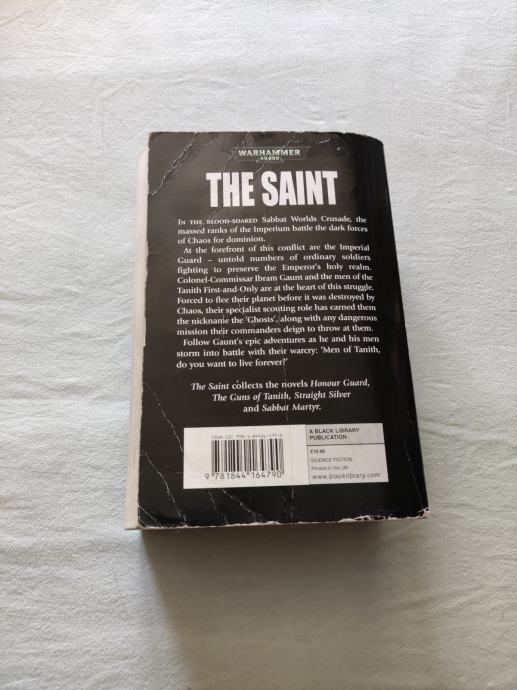 WARHAMMER
40,000
THE SAINT
IN THE BLOOD-SOAKED Sabbat Worlds Crusade, the
massed ranks of the Imperium battle the dark forces
of Chaos for dominion.
At the forefront of this conflict are the Imperial
Guard – untold numbers of ordinary soldiers
fighting to preserve the Emperor's holy realm.
Colonel-Commissar Ibram Gaunt and the men of the
Tanith First-and-Only are at the heart of this struggle.
Forced to flee their planet before it was destroyed by
Chaos, their specialist scouting role has earned them
the nickname the 'Ghosts', along with any dangerous
mission their commanders deign to throw at them.
Follow Gaunt's epic adventures as he and his men
storm into battle with their warcry: 'Men of Tanith,
do you want to live forever?'
The Saint collects the novels Honour Guard,
The Guns of Tanith, Straight Silver
and Sabbat Martyr.
A BLACK LIBRARY
PUBLICATION
£10.99
SCIENCE FICTION
Printed in the UK
www.blacklibrary.com
9 781844 164790